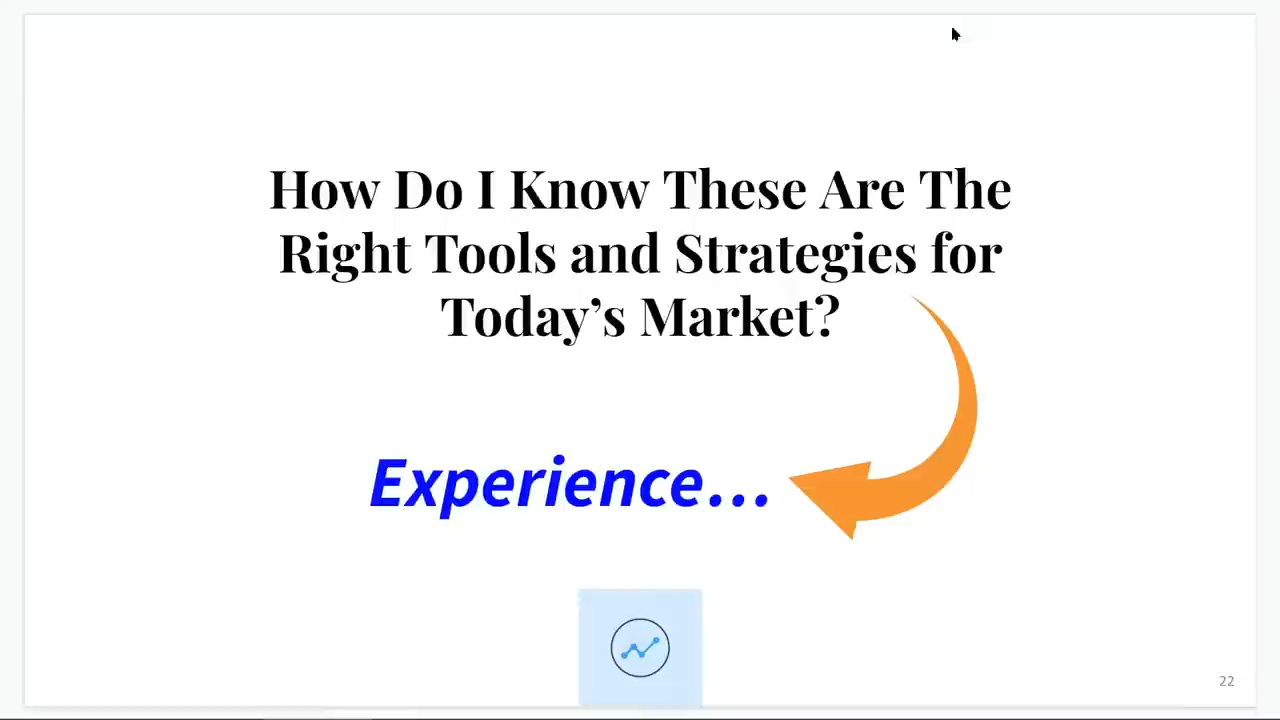 How Do I Know These Are The
Right Tools and Strategies for
Today’s Market?
Experience…
22